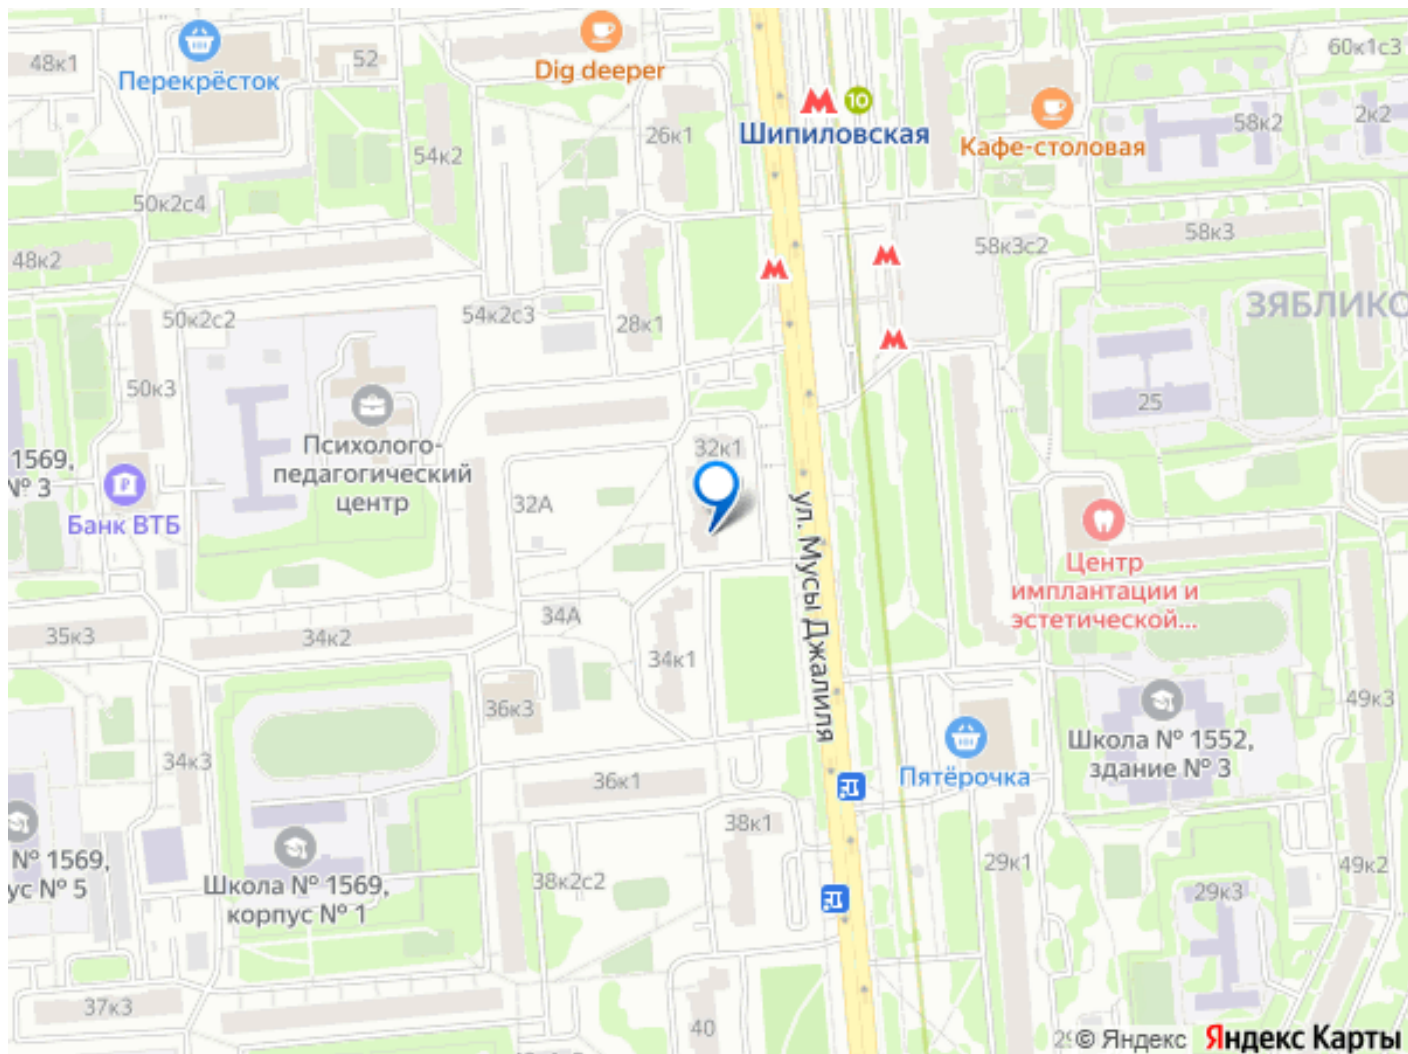 48к1
Перекрёсток
52
Dig deeper
60к1с3
10
Шипиловская
26к1
Кафе-столовая
58к2
2к2
54к2
50к2с4
48к2
58к3с2
58к3
ЗЯБЛИКО
50к2с2
54к2с3
28к1
50к3
25
Психолого-
педагогический
центр
32к1
1569,
№ 3
Банк ВТБ
32А
ул. Мусы Джалиля
Центр
имплантации и
эстетической...
35к3
34к2
34А
34к1
36к3
49к3
Школа № 1552,
здание № 3
34к3
36к1
Пятёрочка
38к1
№ 1569,
ус № 5
Школа № 1569,
корпус № 1
38к2с2
29к1
49к2
29к3
37к3
40
© Яндекс
Яндекс Карты